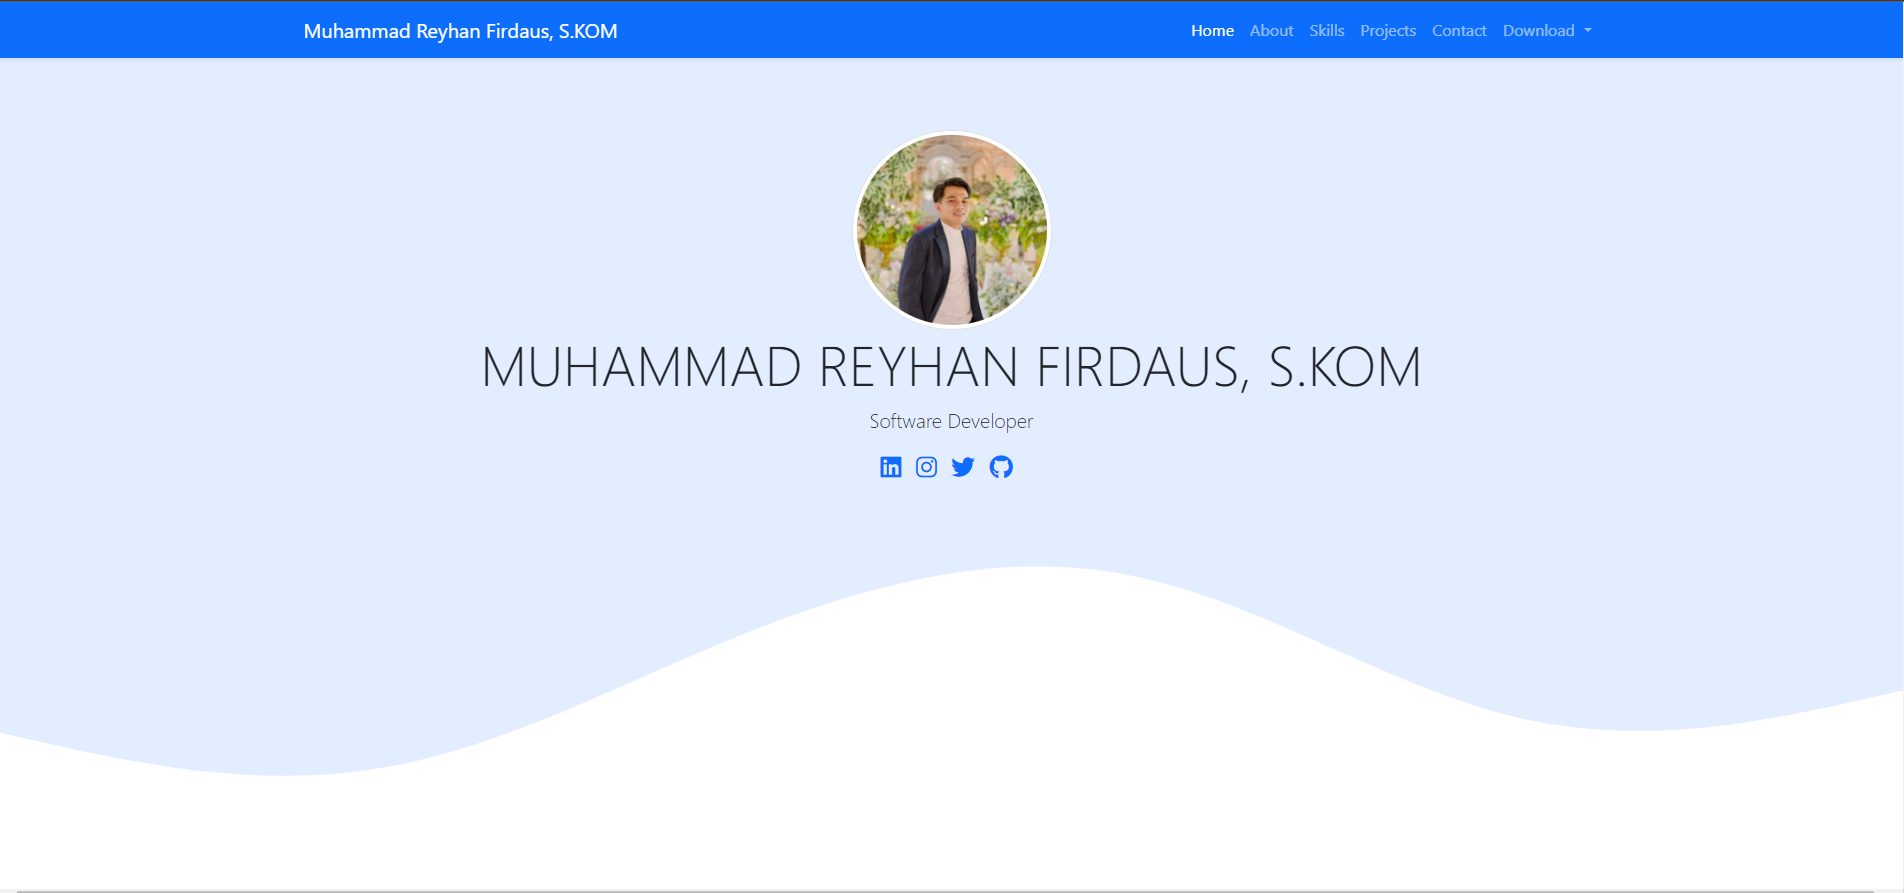 Muhammad Reyhan Firdaus, S.KOM
Home About Skills Projects Contact Download
MUHAMMAD REYHAN FIRDAUS, S.KOM
Software Developer